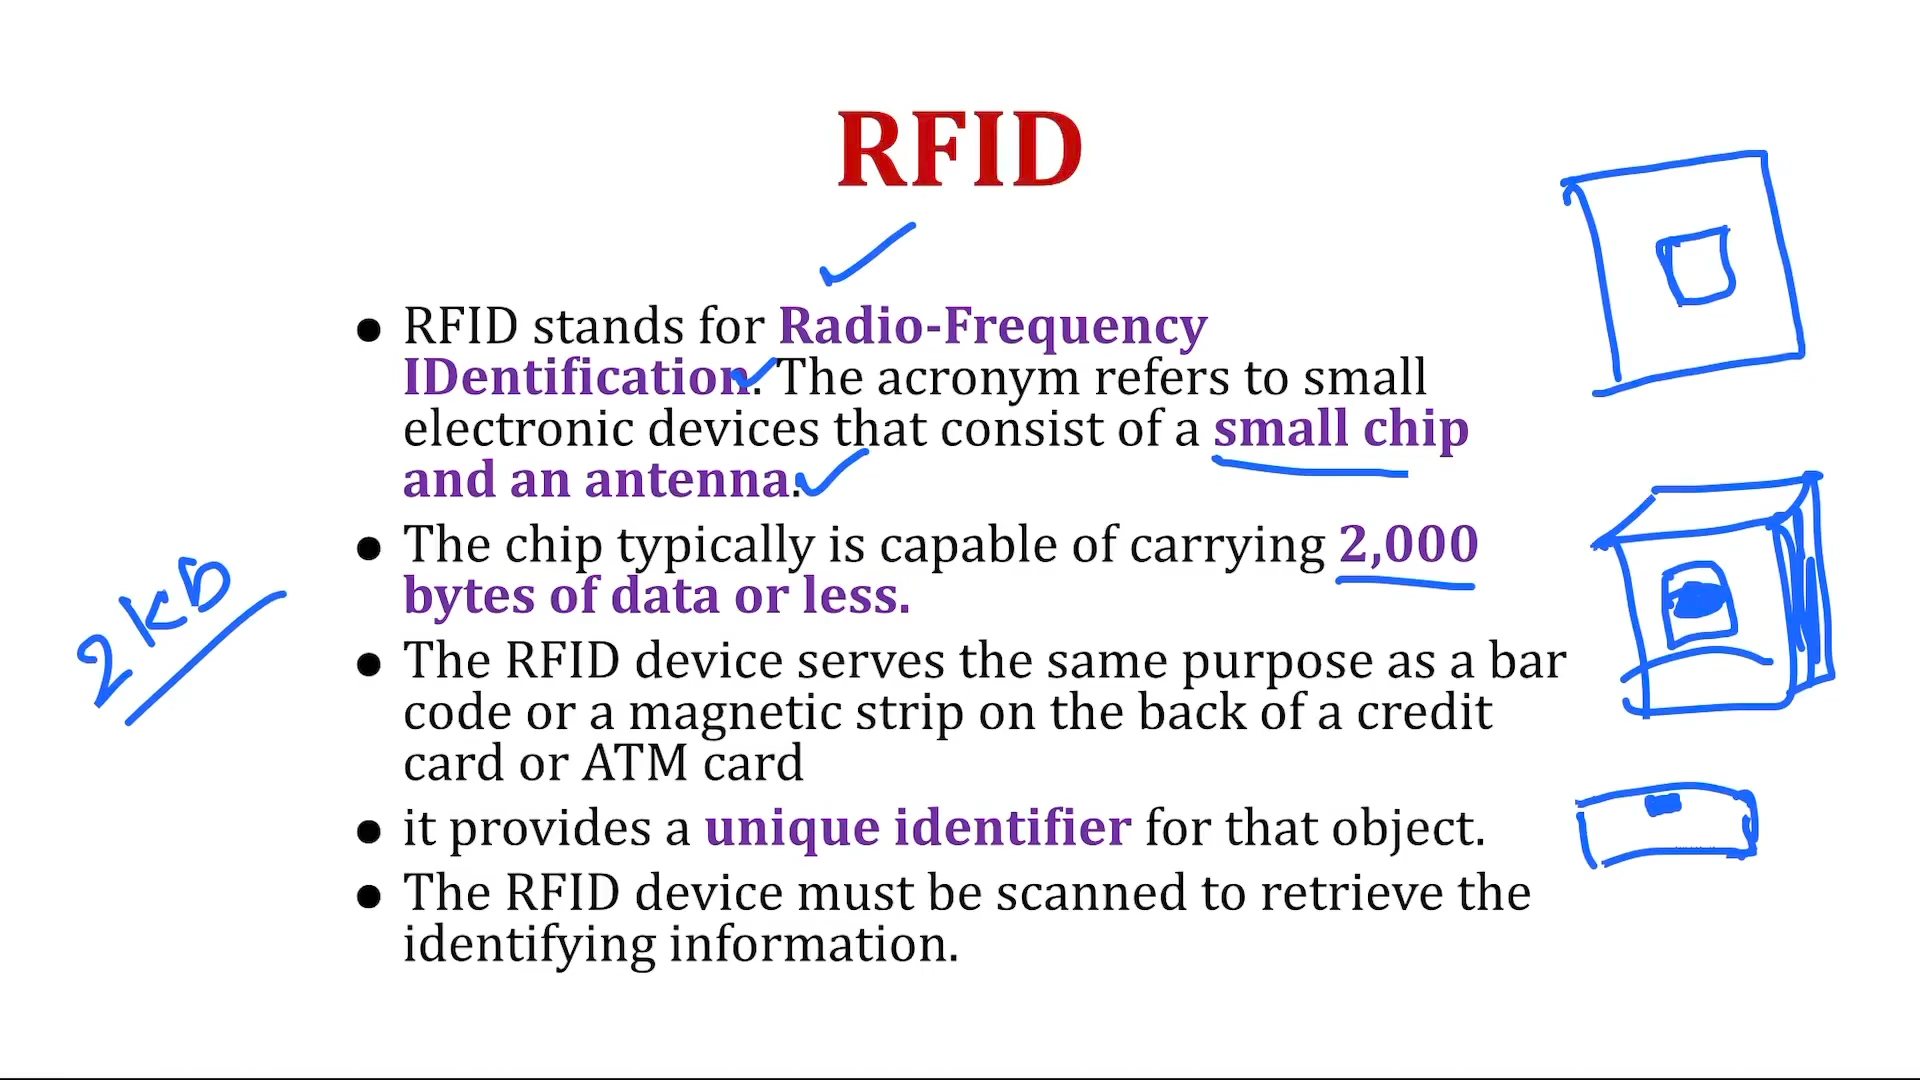 RFID
RFID stands for Radio-Frequency
IDentification. The acronym refers to small
electronic devices that consist of a small chip
and an antenna.
The chip typically is capable of carrying 2,000
bytes of data or less.
2 KB
The RFID device serves the same purpose as a bar
code or a magnetic strip on the back of a credit
card or ATM card
it provides a unique identifier for that object.
The RFID device must be scanned to retrieve the
identifying information.